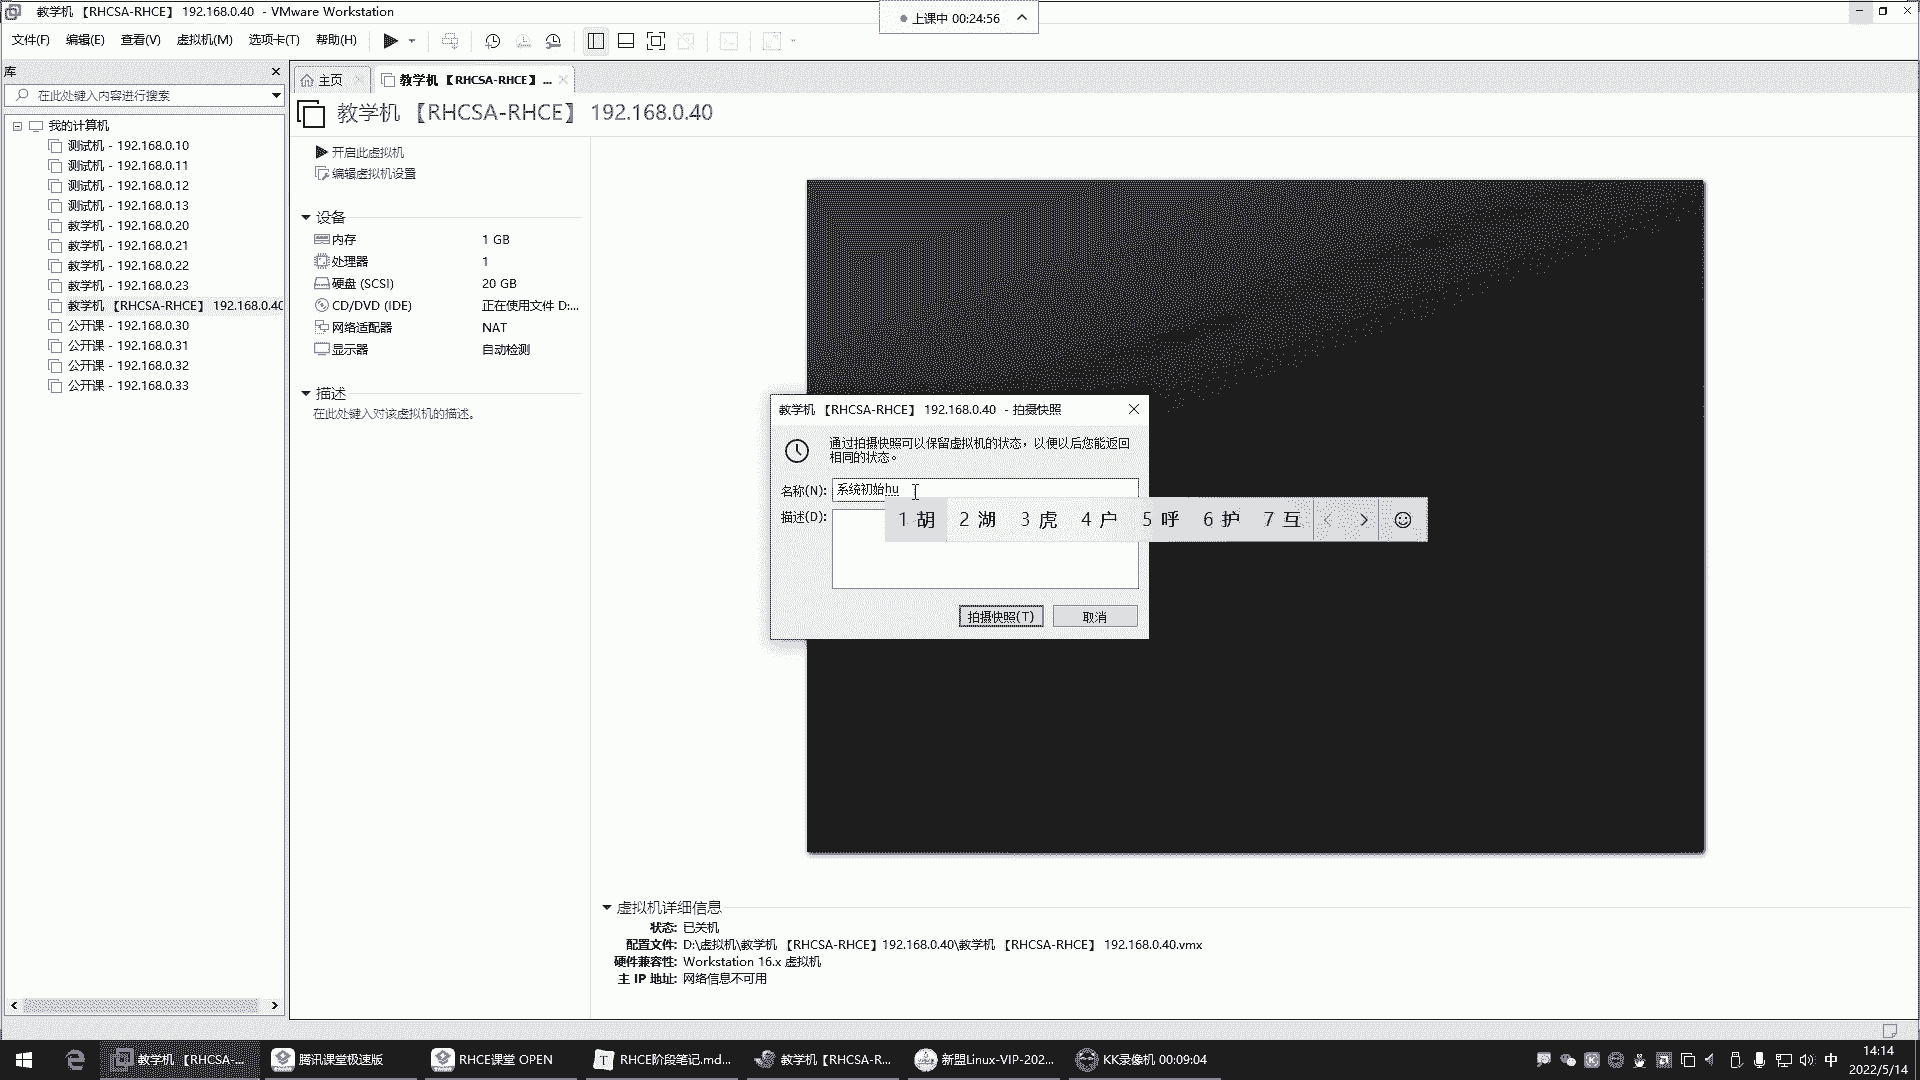 教学机 【RHCSA-RHCE】 192.168.0.40 - VMware Workstation
上课中 00:24:56
文件(F) 编辑(E) 查看(V) 虚拟机(M) 选项卡(T) 帮助(H)
库
在此处键入内容进行搜索
我的计算机
测试机 - 192.168.0.10
测试机 - 192.168.0.11
测试机 - 192.168.0.12
测试机 - 192.168.0.13
教学机 - 192.168.0.20
教学机 - 192.168.0.21
教学机 - 192.168.0.22
教学机 - 192.168.0.23
教学机 【RHCSA-RHCE】 192.168.0.40
公开课 - 192.168.0.30
公开课 - 192.168.0.31
公开课 - 192.168.0.32
公开课 - 192.168.0.33
主页
教学机 【RHCSA-RHCE】 ...
教学机 【RHCSA-RHCE】 192.168.0.40
开启此虚拟机
编辑虚拟机设置
设备
内存 1 GB
处理器 1
硬盘 (SCSI) 20 GB
CD/DVD (IDE) 正在使用文件 D:...
网络适配器 NAT
显示器 自动检测
描述
在此处键入对该虚拟机的描述。
教学机 【RHCSA-RHCE】 192.168.0.40 - 拍摄快照
通过拍摄快照可以保留虚拟机的状态，以便以后您能返回
相同的状态。
名称(N): 系统初始hu
描述(D):
1 胡 2 湖 3 虎 4 户 5 呼 6 护 7 互
拍摄快照(T) 取消
虚拟机详细信息
状态: 已关机
配置文件: D:\虚拟机\教学机 【RHCSA-RHCE】192.168.0.40\教学机 【RHCSA-RHCE】 192.168.0.40.vmx
硬件兼容性: Workstation 16.x 虚拟机
主 IP 地址: 网络信息不可用
教学机 【RHCSA-...
腾讯课堂极速版
RHCE课堂 OPEN
RHCE阶段笔记.md...
教学机【RHCSA-R...
新盟Linux-VIP-202...
KK录像机 00:09:04
中
14:14
2022/5/14